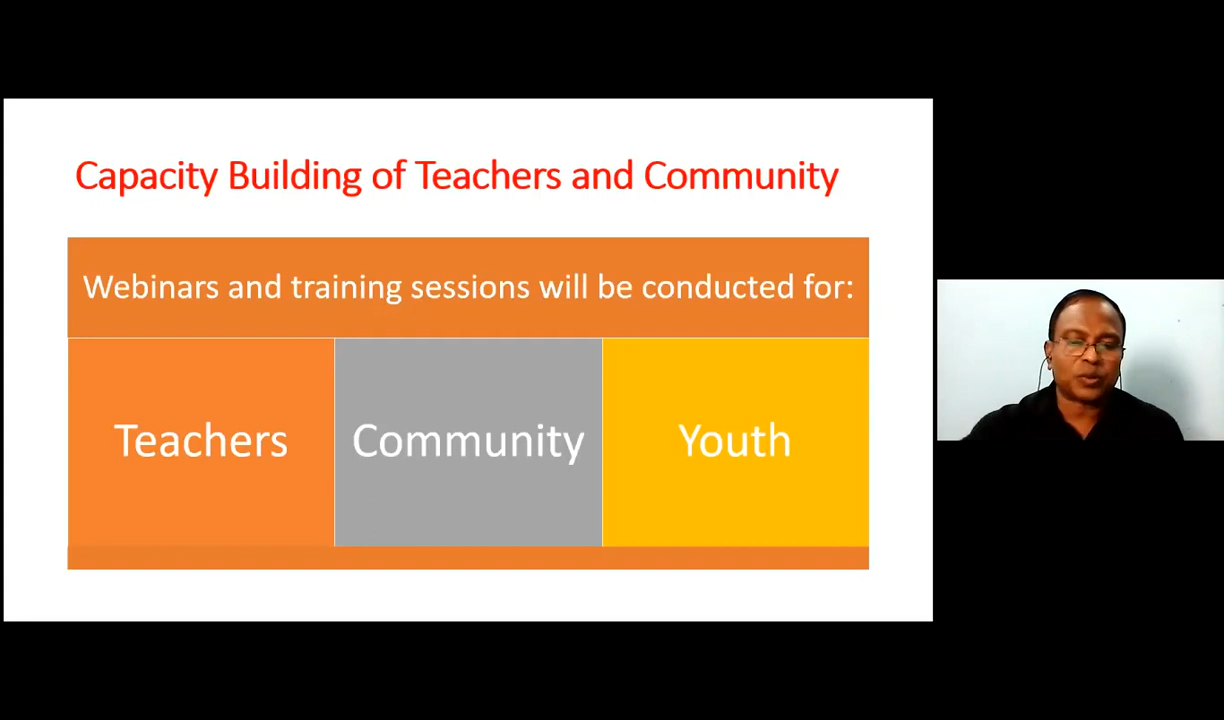 Capacity Building of Teachers and Community
Webinars and training sessions will be conducted for:
Teachers
Community
Youth